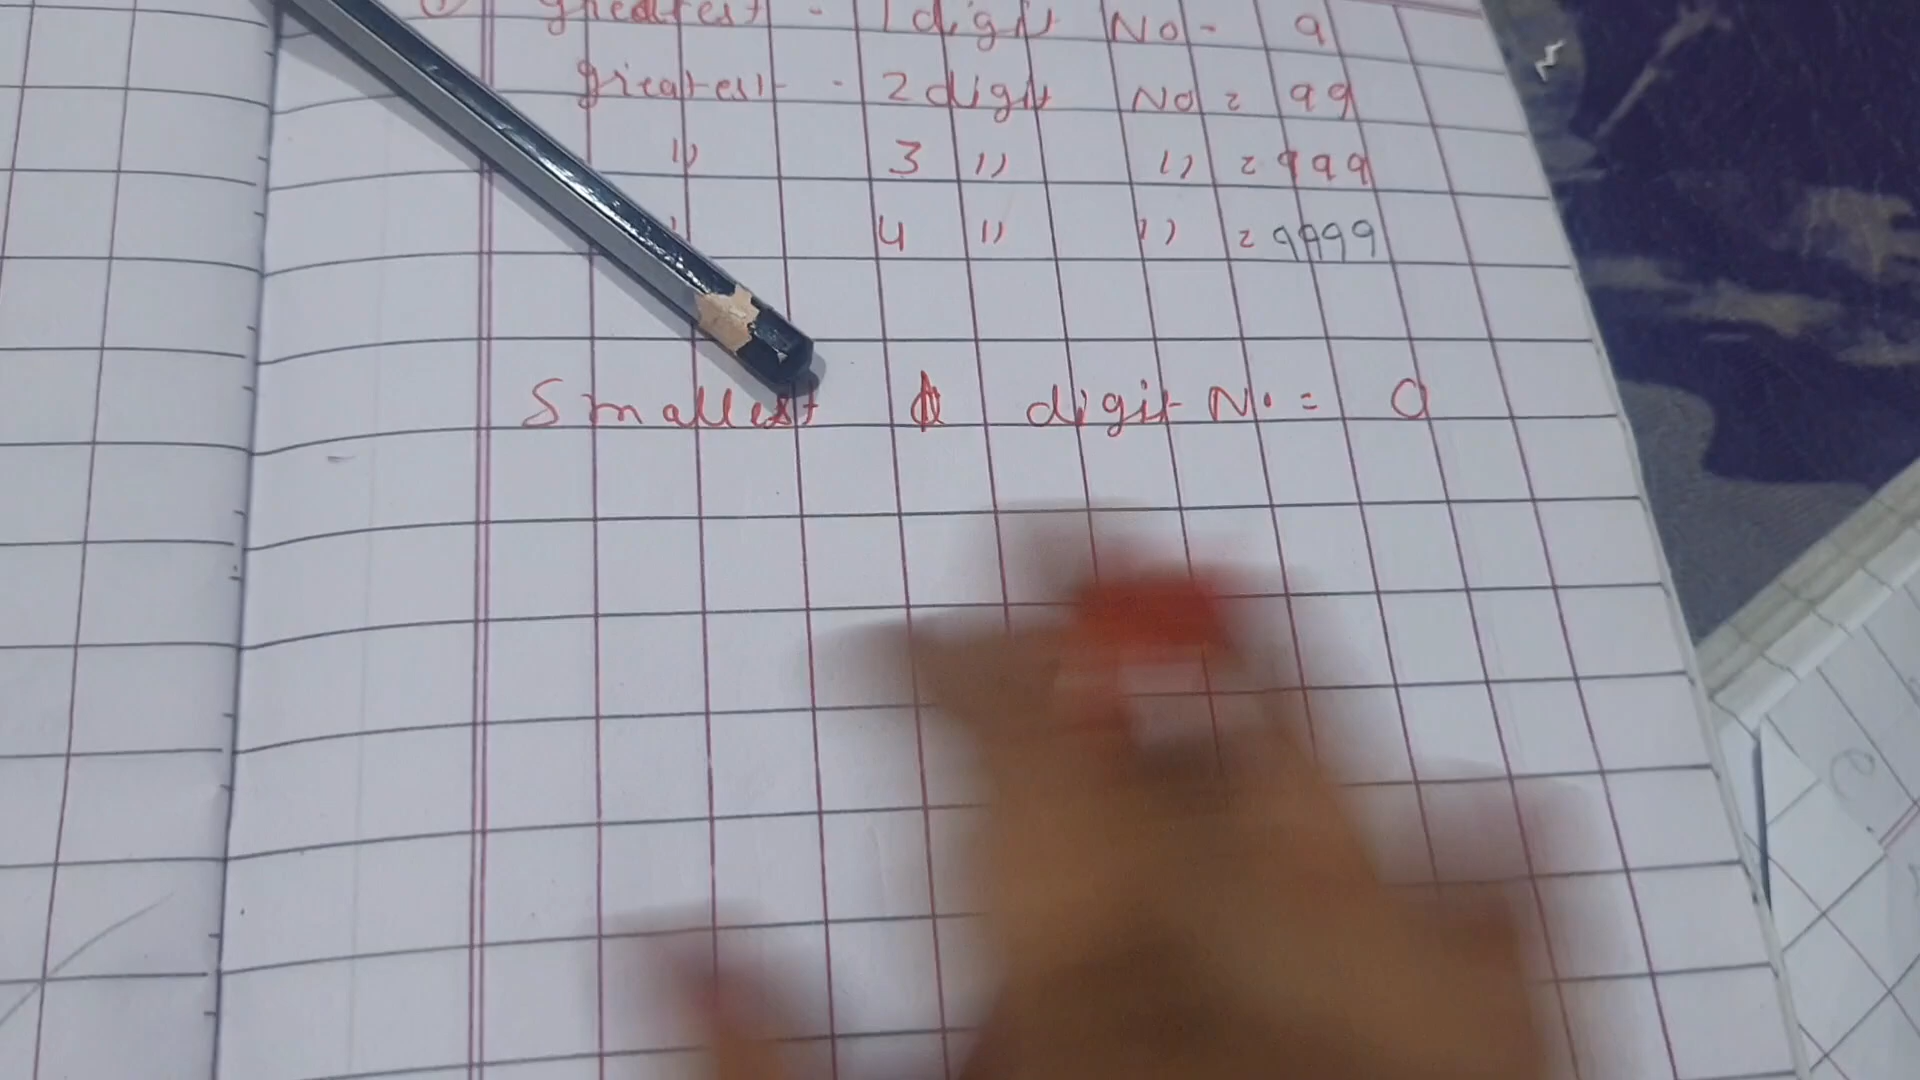 ① greatest - 1 digit No - 9
greatest - 2 digit No = 99
" 3 " " = 999
" 4 " " = 9999
Smallest 1 digit No. = 0